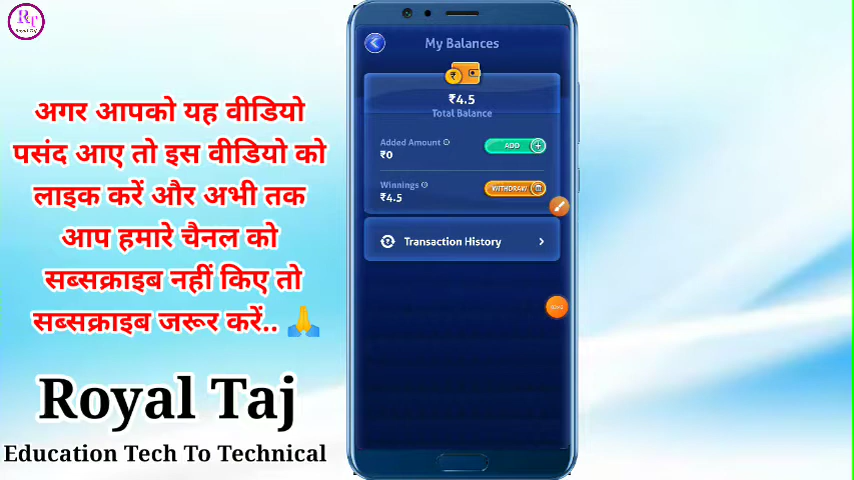 RT
Royal Taj
अगर आपको यह वीडियो
पसंद आए तो इस वीडियो को
लाइक करें और अभी तक
आप हमारे चैनल को
सब्सक्राइब नहीं किए तो
सब्सक्राइब जरूर करें.. 🙏
Royal Taj
Education Tech To Technical
My Balances
₹4.5
Total Balance
Added Amount
₹0
ADD +
Winnings
₹4.5
WITHDRAW
Transaction History